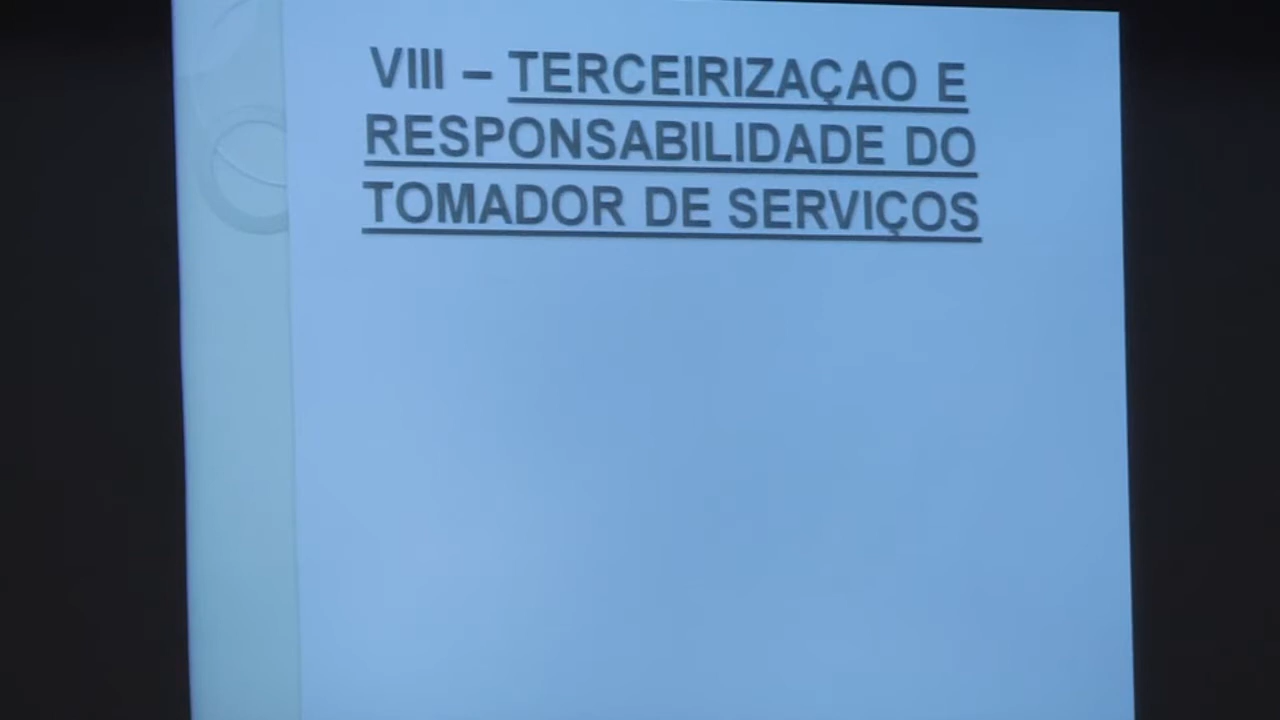 VIII – TERCEIRIZAÇAO E
RESPONSABILIDADE DO
TOMADOR DE SERVIÇOS